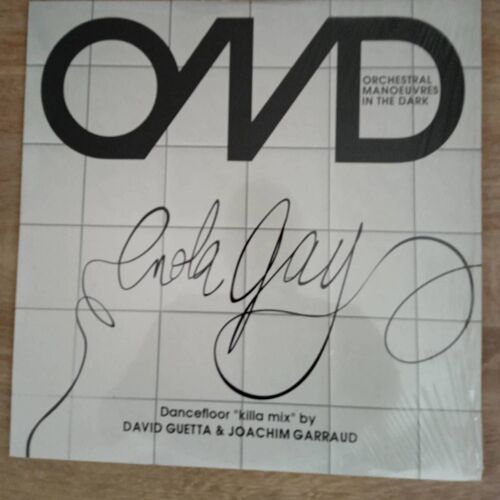 OMD
ORCHESTRAL
MANOEUVRES
IN THE DARK
enola gay
Dancefloor "killa mix" by
DAVID GUETTA & JOACHIM GARRAUD